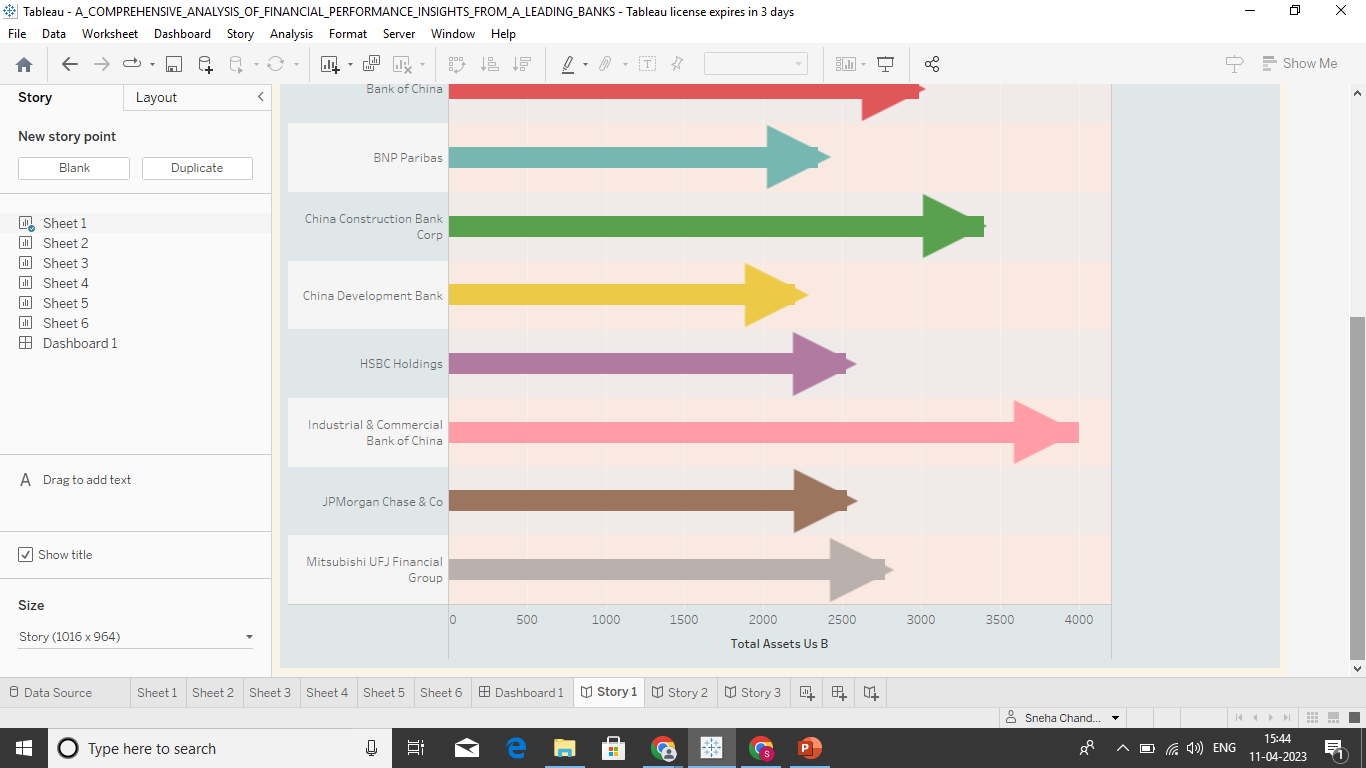 Tableau - A_COMPREHENSIVE_ANALYSIS_OF_FINANCIAL_PERFORMANCE_INSIGHTS_FROM_A_LEADING_BANKS - Tableau license expires in 3 days
File Data Worksheet Dashboard Story Analysis Format Server Window Help
Show Me
Story Layout
New story point
Blank Duplicate
Sheet 1
Sheet 2
Sheet 3
Sheet 4
Sheet 5
Sheet 6
Dashboard 1
A Drag to add text
Show title
Size
Story (1016 x 964)
Bank of China
BNP Paribas
China Construction Bank
Corp
China Development Bank
HSBC Holdings
Industrial & Commercial
Bank of China
JPMorgan Chase & Co
Mitsubishi UFJ Financial
Group
0 500 1000 1500 2000 2500 3000 3500 4000
Total Assets Us B
Data Source Sheet 1 Sheet 2 Sheet 3 Sheet 4 Sheet 5 Sheet 6 Dashboard 1 Story 1 Story 2 Story 3
Sneha Chand...
Type here to search
ENG
15:44
11-04-2023
1